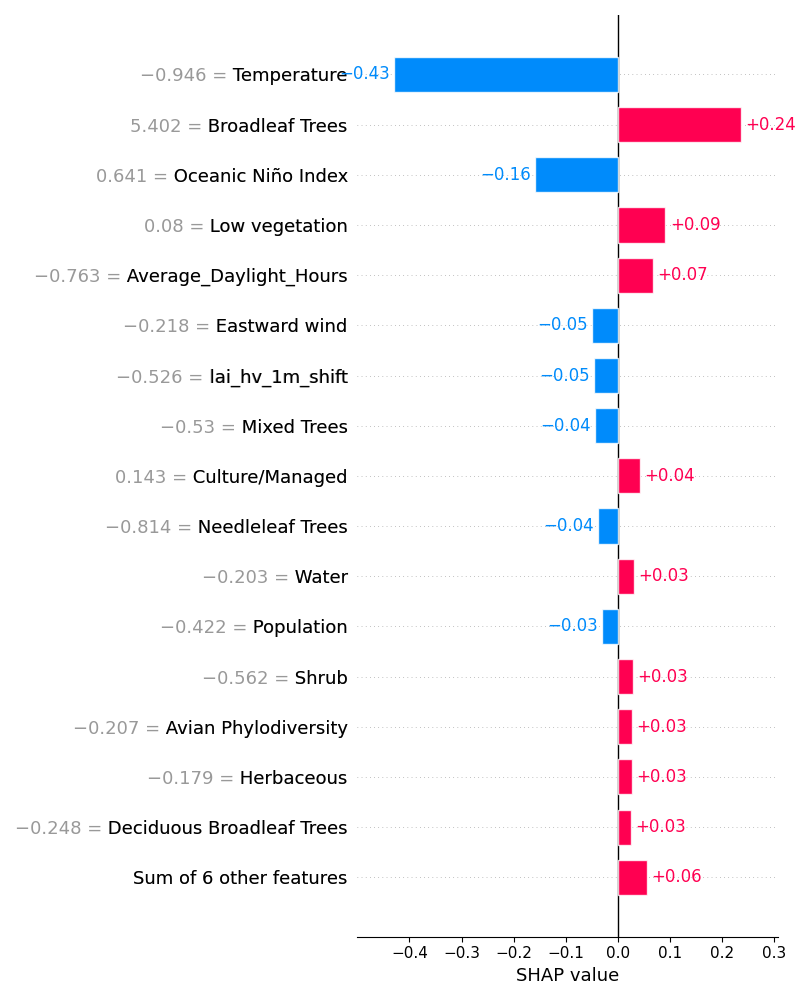 −0.946 = Temperature −0.43
5.402 = Broadleaf Trees +0.24
0.641 = Oceanic Niño Index −0.16
0.08 = Low vegetation +0.09
−0.763 = Average_Daylight_Hours +0.07
−0.218 = Eastward wind −0.05
−0.526 = lai_hv_1m_shift −0.05
−0.53 = Mixed Trees −0.04
0.143 = Culture/Managed +0.04
−0.814 = Needleleaf Trees −0.04
−0.203 = Water +0.03
−0.422 = Population −0.03
−0.562 = Shrub +0.03
−0.207 = Avian Phylodiversity +0.03
−0.179 = Herbaceous +0.03
−0.248 = Deciduous Broadleaf Trees +0.03
Sum of 6 other features +0.06
−0.4 −0.3 −0.2 −0.1 0.0 0.1 0.2 0.3
SHAP value